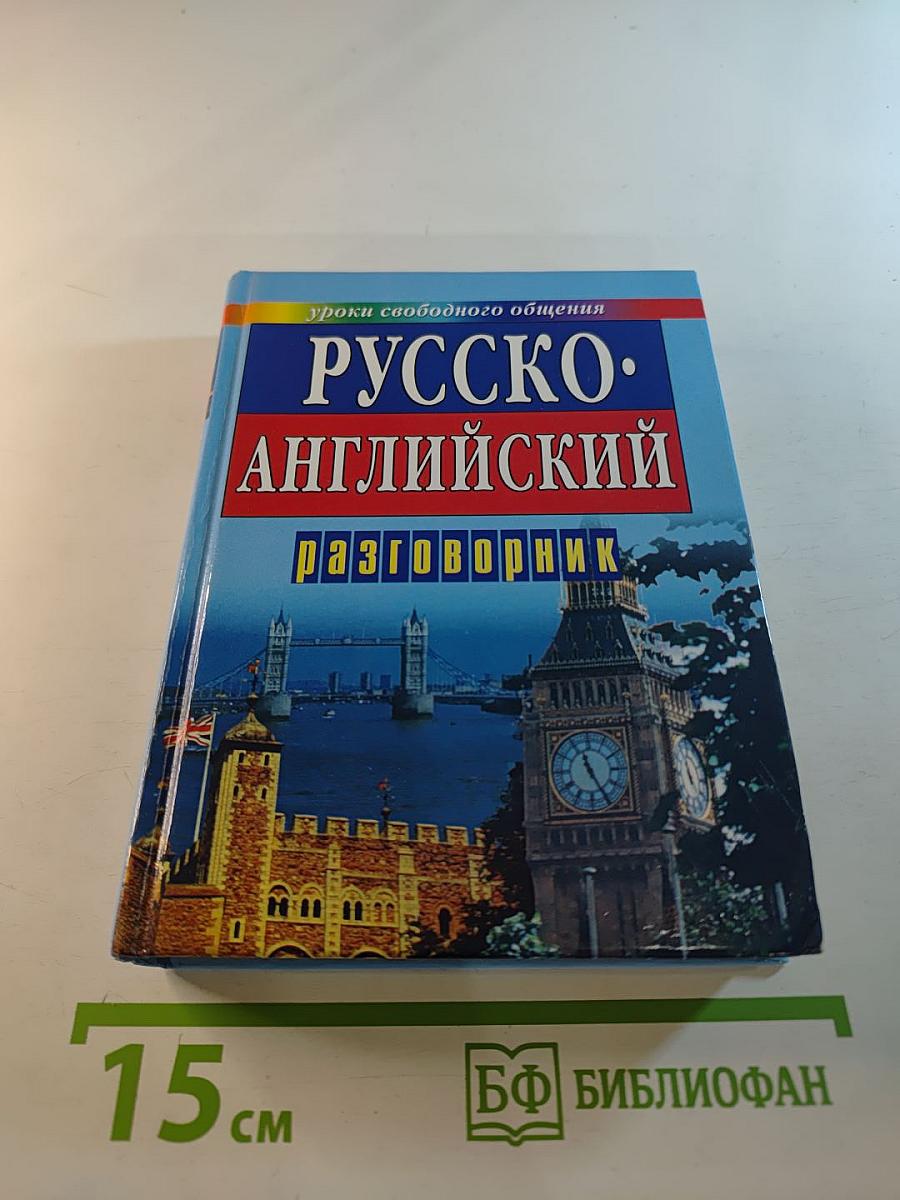 уроки свободного общения
РУССКО-
АНГЛИЙСКИЙ
разговорник
15 см
БФ БИБЛИОФАН